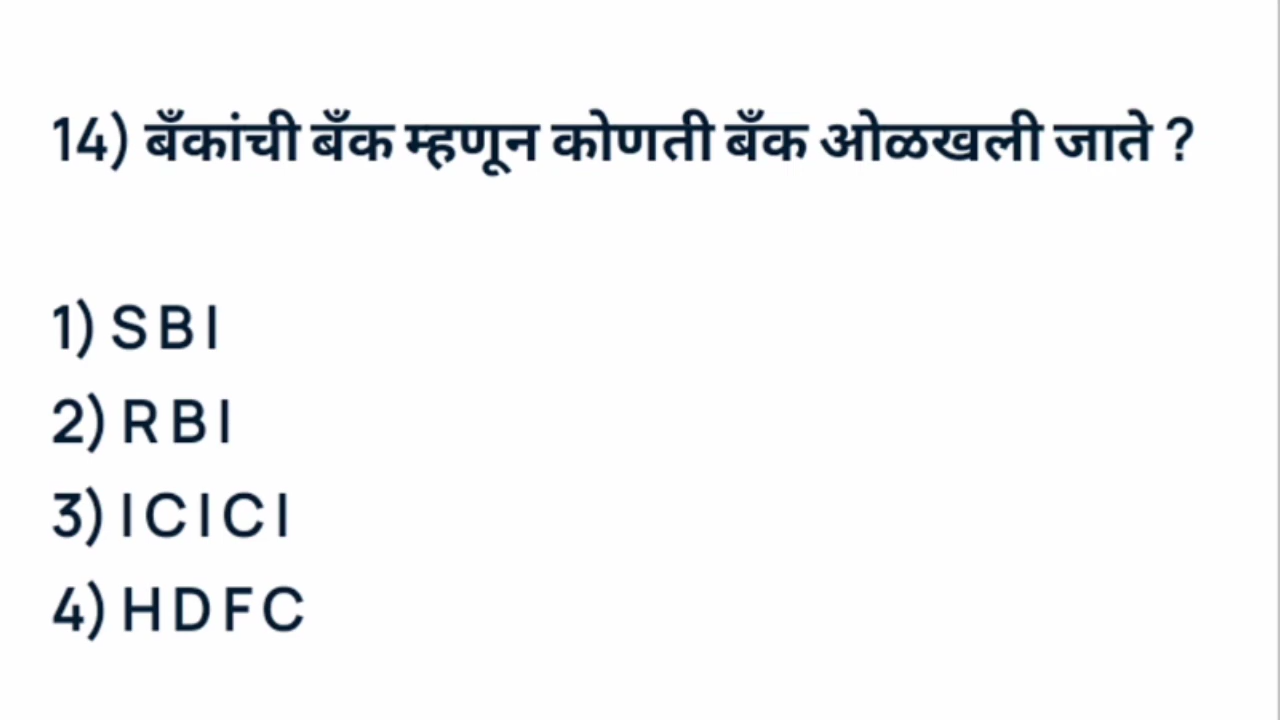 14) बँकांची बँक म्हणून कोणती बँक ओळखली जाते ?
1) S B I
2) R B I
3) I C I C I
4) H D F C